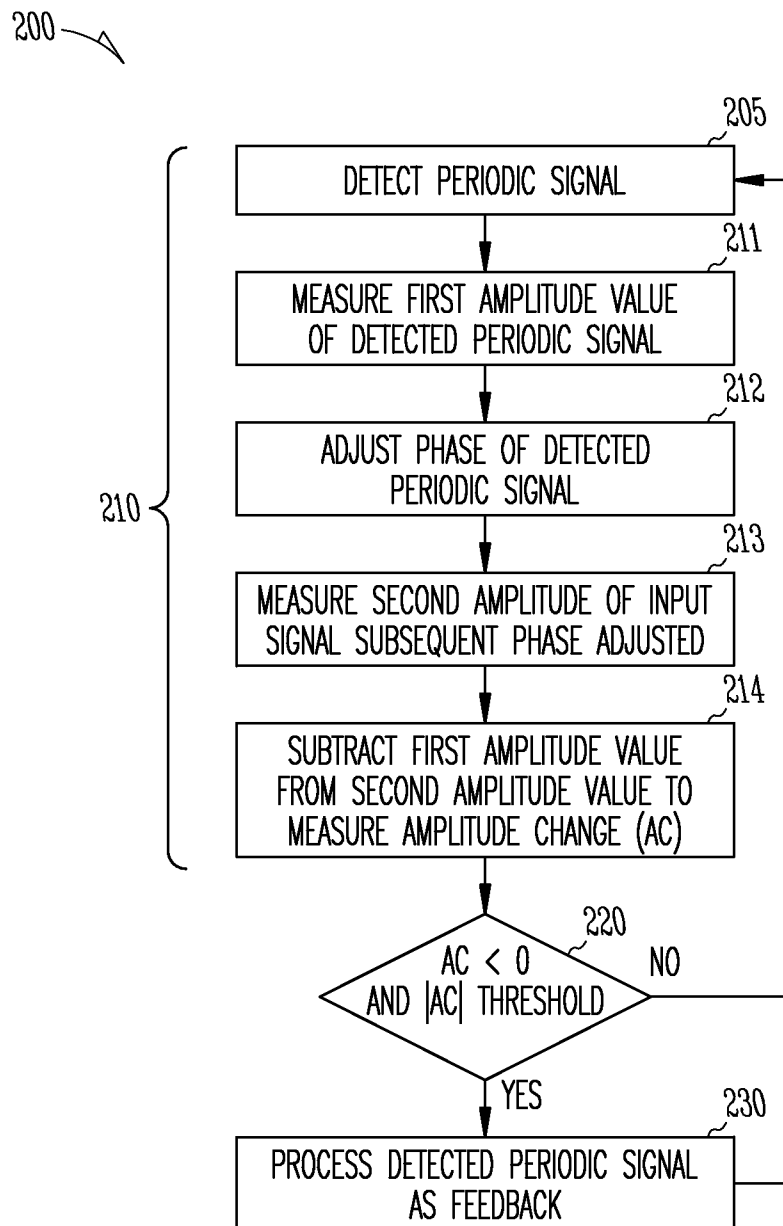 200
205
DETECT PERIODIC SIGNAL
211
MEASURE FIRST AMPLITUDE VALUE
OF DETECTED PERIODIC SIGNAL
212
ADJUST PHASE OF DETECTED
PERIODIC SIGNAL
210
213
MEASURE SECOND AMPLITUDE OF INPUT
SIGNAL SUBSEQUENT PHASE ADJUSTED
214
SUBTRACT FIRST AMPLITUDE VALUE
FROM SECOND AMPLITUDE VALUE TO
MEASURE AMPLITUDE CHANGE (AC)
220
AC < 0
AND |AC| THRESHOLD
NO
YES
230
PROCESS DETECTED PERIODIC SIGNAL
AS FEEDBACK